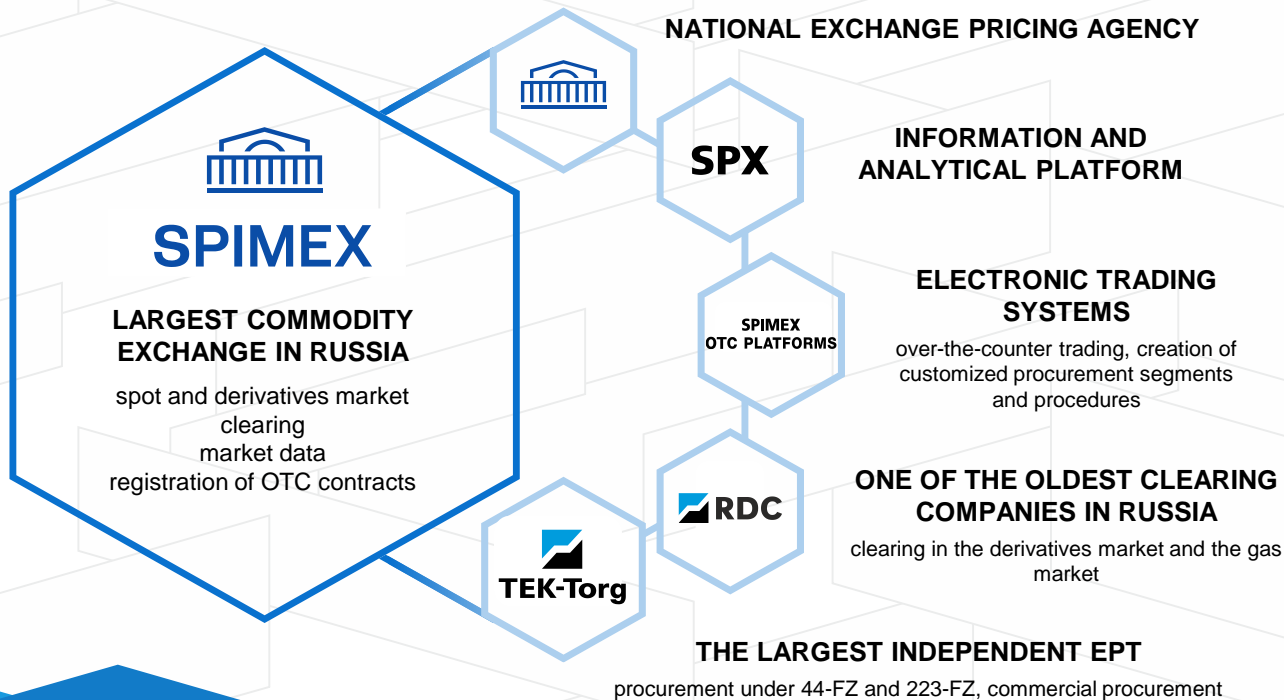 SPIMEX
LARGEST COMMODITY
EXCHANGE IN RUSSIA
spot and derivatives market
clearing
market data
registration of OTC contracts
NATIONAL EXCHANGE PRICING AGENCY
SPX
INFORMATION AND
ANALYTICAL PLATFORM
SPIMEX
OTC PLATFORMS
ELECTRONIC TRADING
SYSTEMS
over-the-counter trading, creation of
customized procurement segments
and procedures
RDC
ONE OF THE OLDEST CLEARING
COMPANIES IN RUSSIA
clearing in the derivatives market and the gas
market
TEK-Torg
THE LARGEST INDEPENDENT EPT
procurement under 44-FZ and 223-FZ, commercial procurement